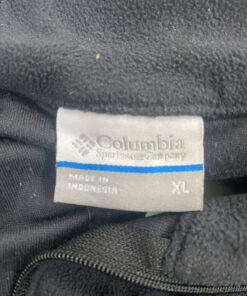 Columbia
Sportswear Company
MADE IN
INDONESIA
XL